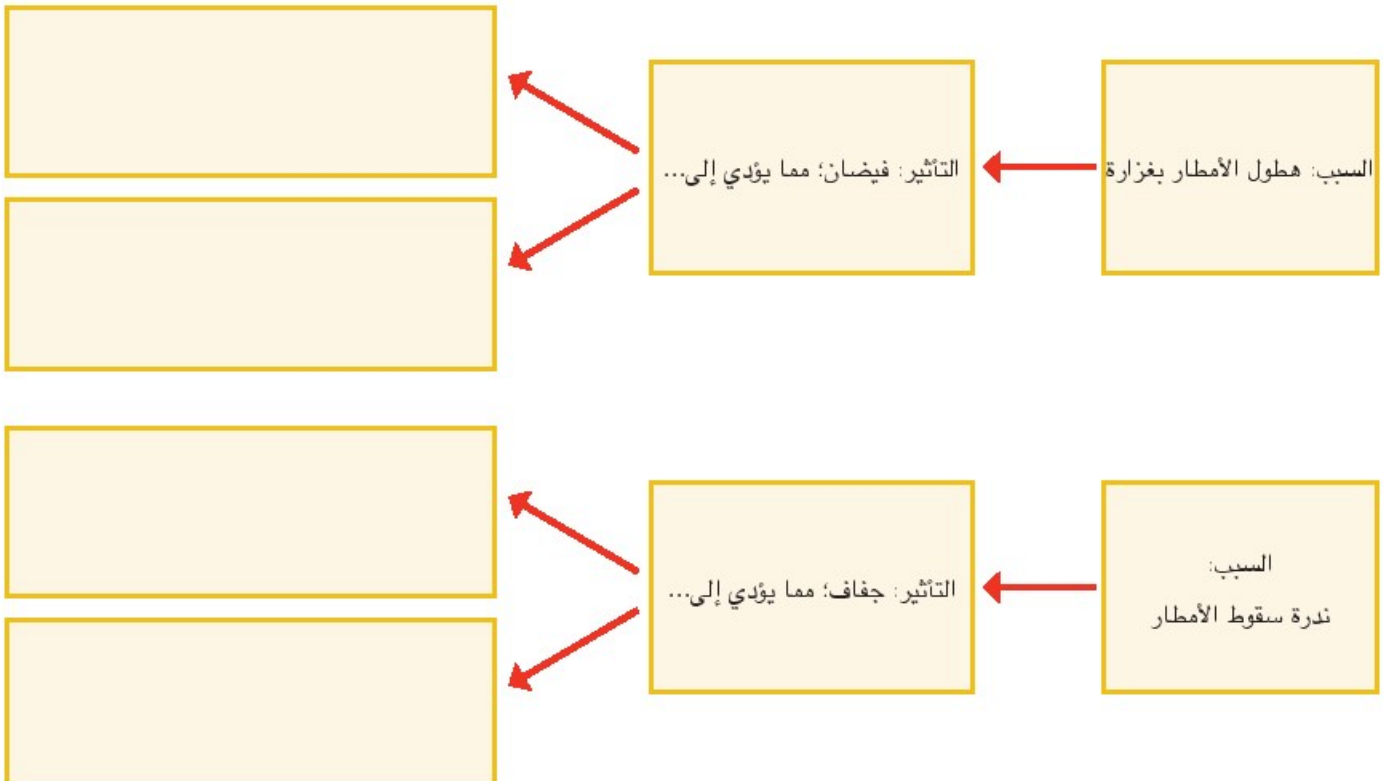 السبب: هطول الأمطار بغزارة
التأثير: فيضان؛ مما يؤدي إلى...
السبب:
ندرة سقوط الأمطار
التأثير: جفاف؛ مما يؤدي إلى...